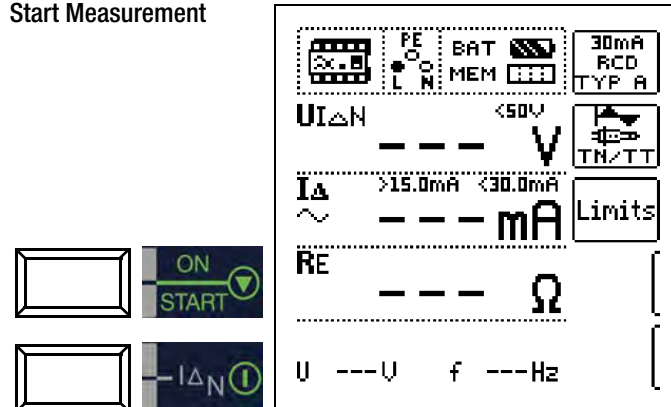 Start Measurement
PE
L N
BAT
MEM
30mA
RCD
TYP A
UI△N <50V
--- V
TN/TT
I△ >15.0mA <30.0mA
~ --- mA
Limits
RE
--- Ω
U ---V f ---Hz
ON
START
I△N